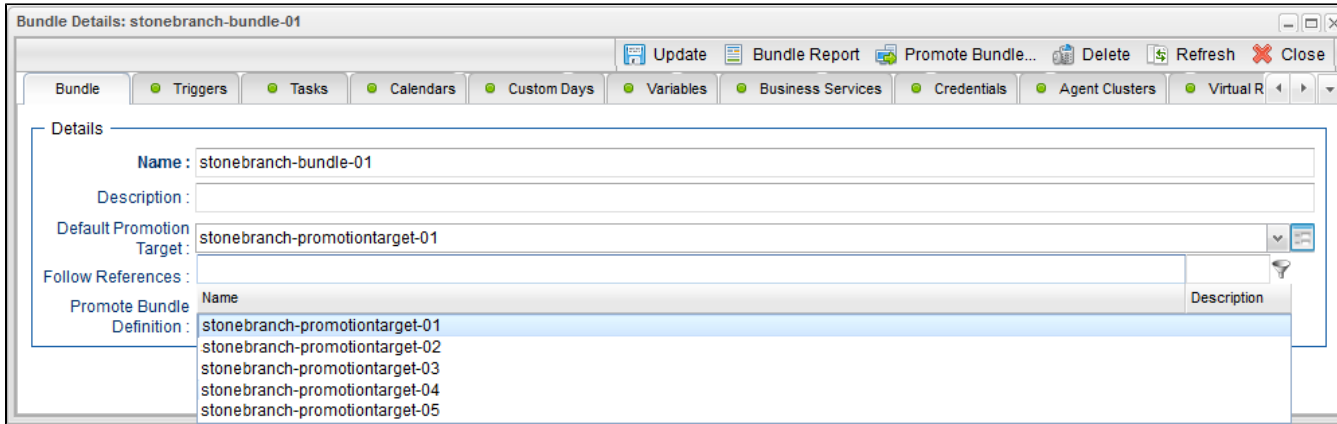 Bundle Details: stonebranch-bundle-01
Update Bundle Report Promote Bundle... Delete Refresh Close
Bundle Triggers Tasks Calendars Custom Days Variables Business Services Credentials Agent Clusters Virtual R
Details
Name : stonebranch-bundle-01
Description :
Default Promotion
Target : stonebranch-promotiontarget-01
Follow References :
Promote Bundle
Definition :
Name Description
stonebranch-promotiontarget-01
stonebranch-promotiontarget-02
stonebranch-promotiontarget-03
stonebranch-promotiontarget-04
stonebranch-promotiontarget-05